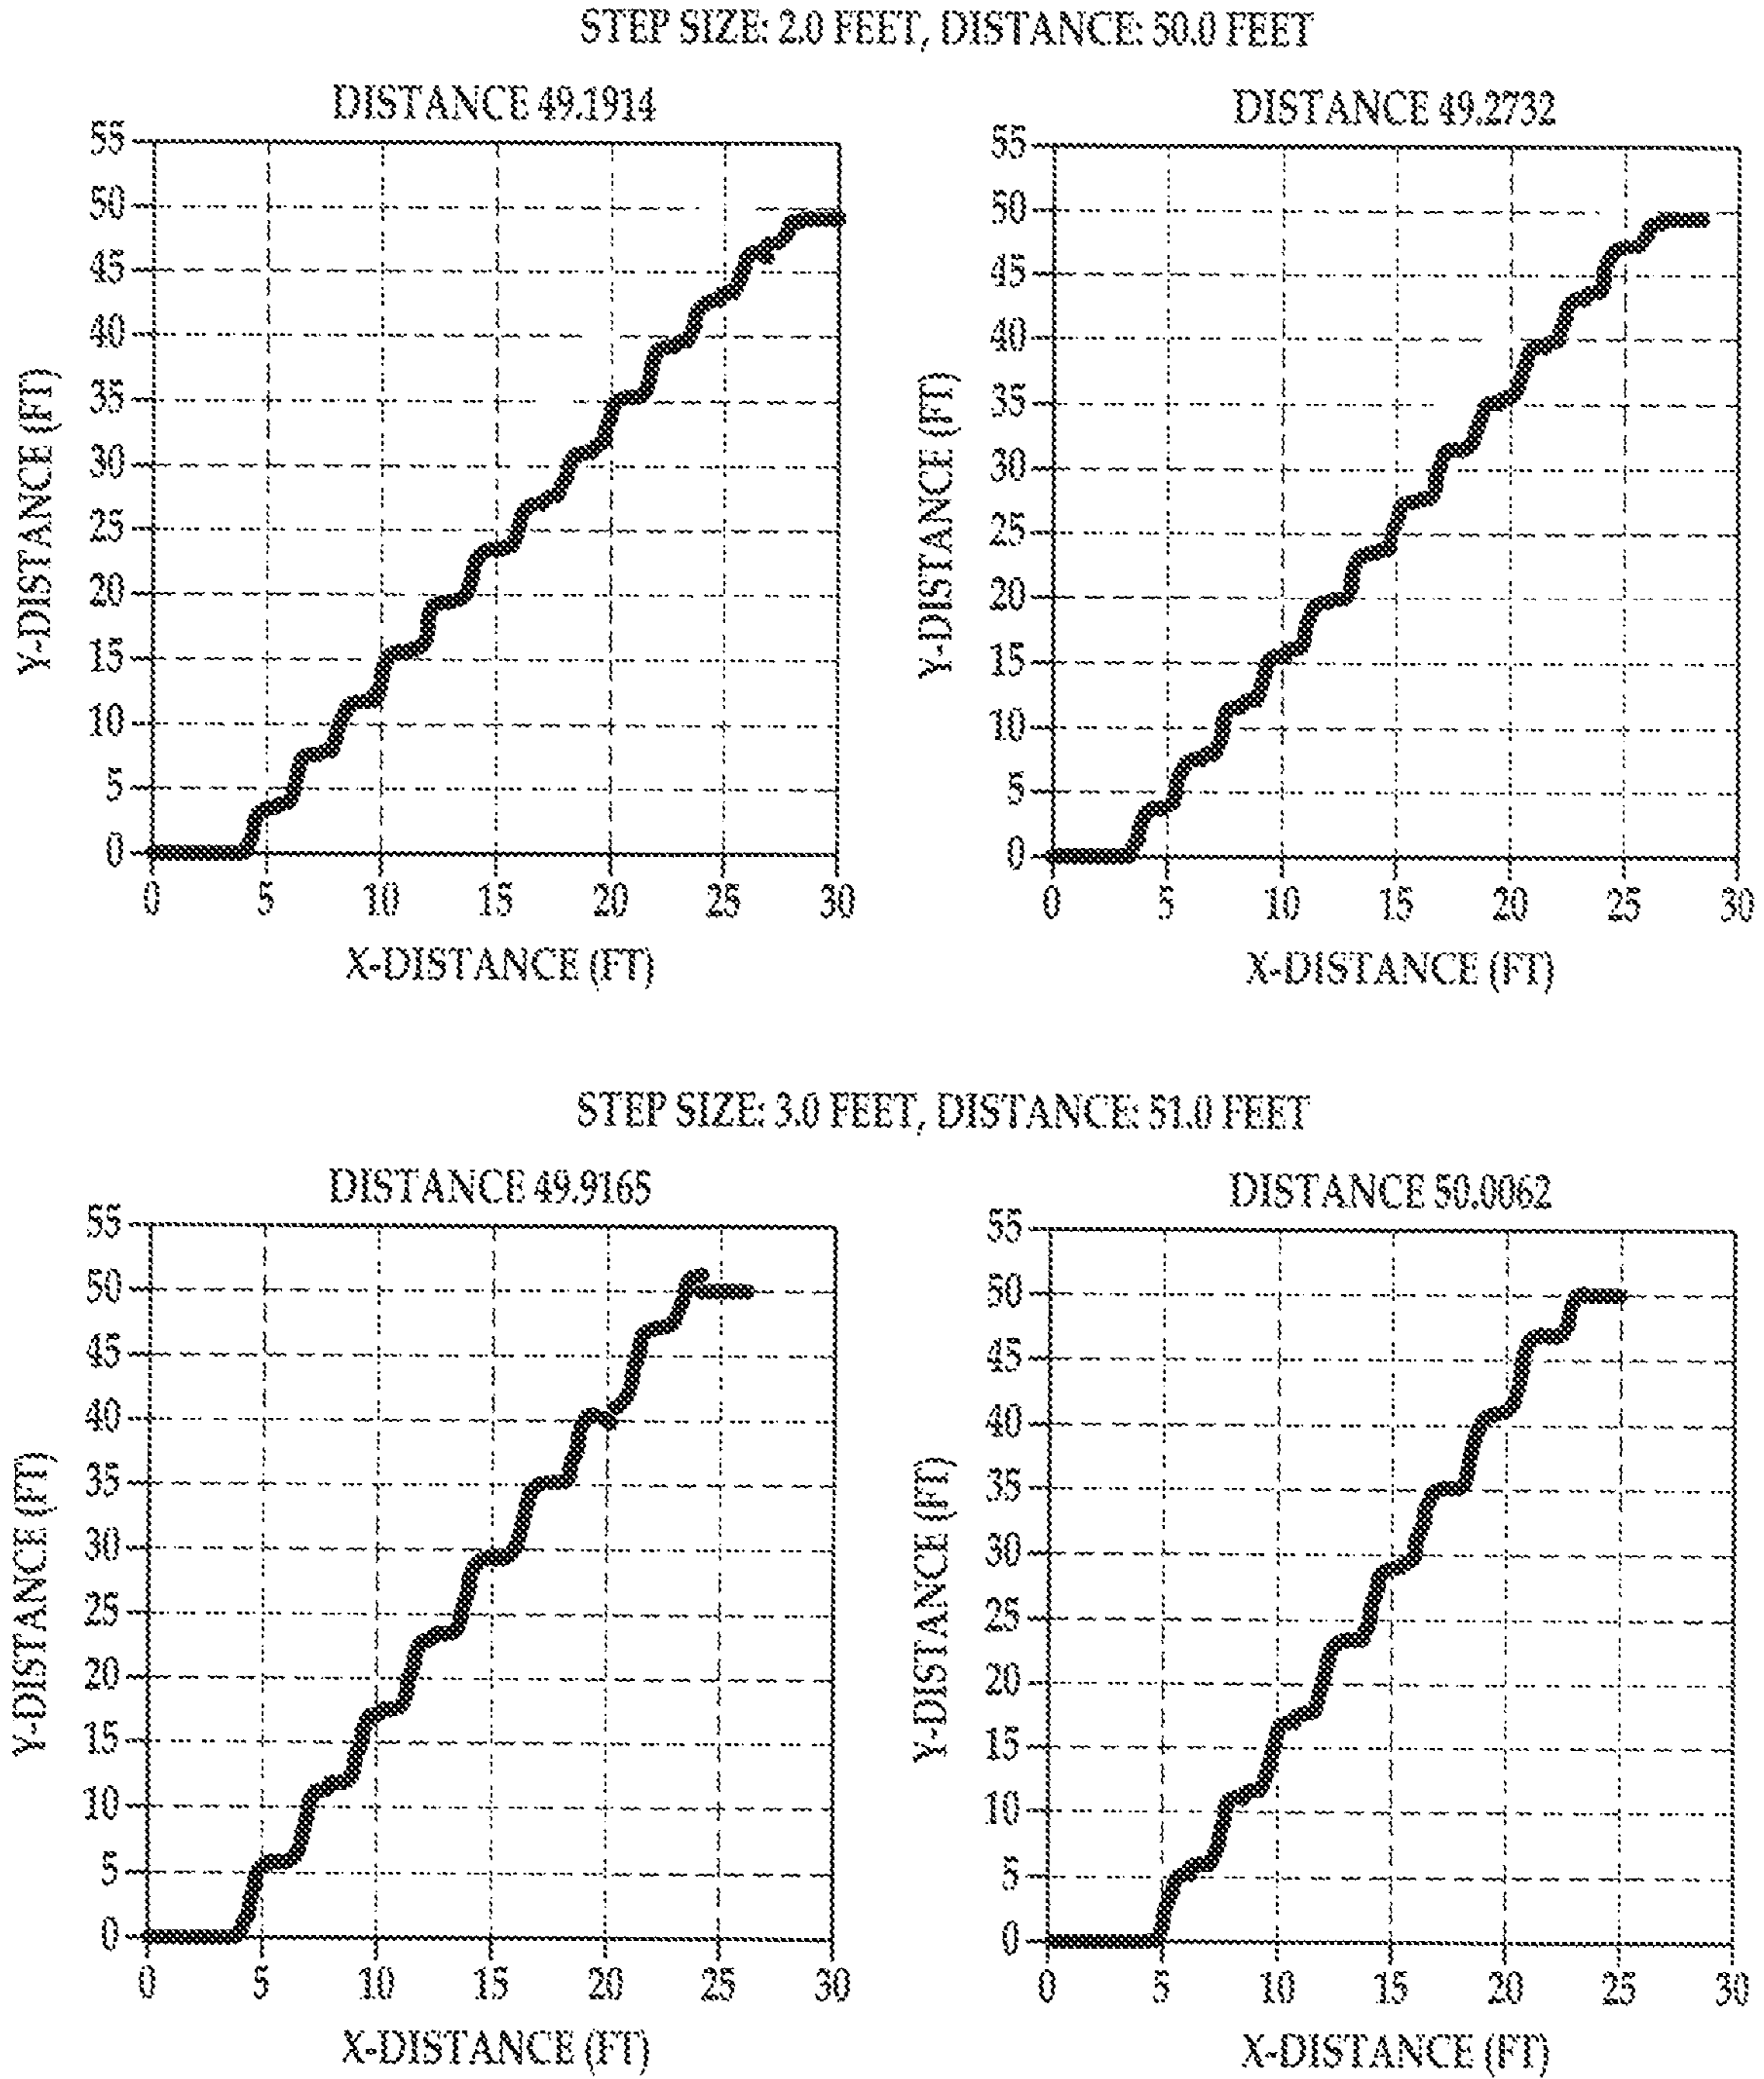 STEP SIZE: 2.0 FEET, DISTANCE: 50.0 FEET
DISTANCE 49.1914
55
50
45
40
35
30
25
20
15
10
5
0
Y-DISTANCE (FT)
0 5 10 15 20 25 30
X-DISTANCE (FT)
DISTANCE 49.2732
55
50
45
40
35
30
25
20
15
10
5
0
Y-DISTANCE (FT)
0 5 10 15 20 25 30
X-DISTANCE (FT)
STEP SIZE: 3.0 FEET, DISTANCE: 51.0 FEET
DISTANCE 49.9165
55
50
45
40
35
30
25
20
15
10
5
0
Y-DISTANCE (FT)
0 5 10 15 20 25 30
X-DISTANCE (FT)
DISTANCE 50.0062
55
50
45
40
35
30
25
20
15
10
5
0
Y-DISTANCE (FT)
0 5 10 15 20 25 30
X-DISTANCE (FT)